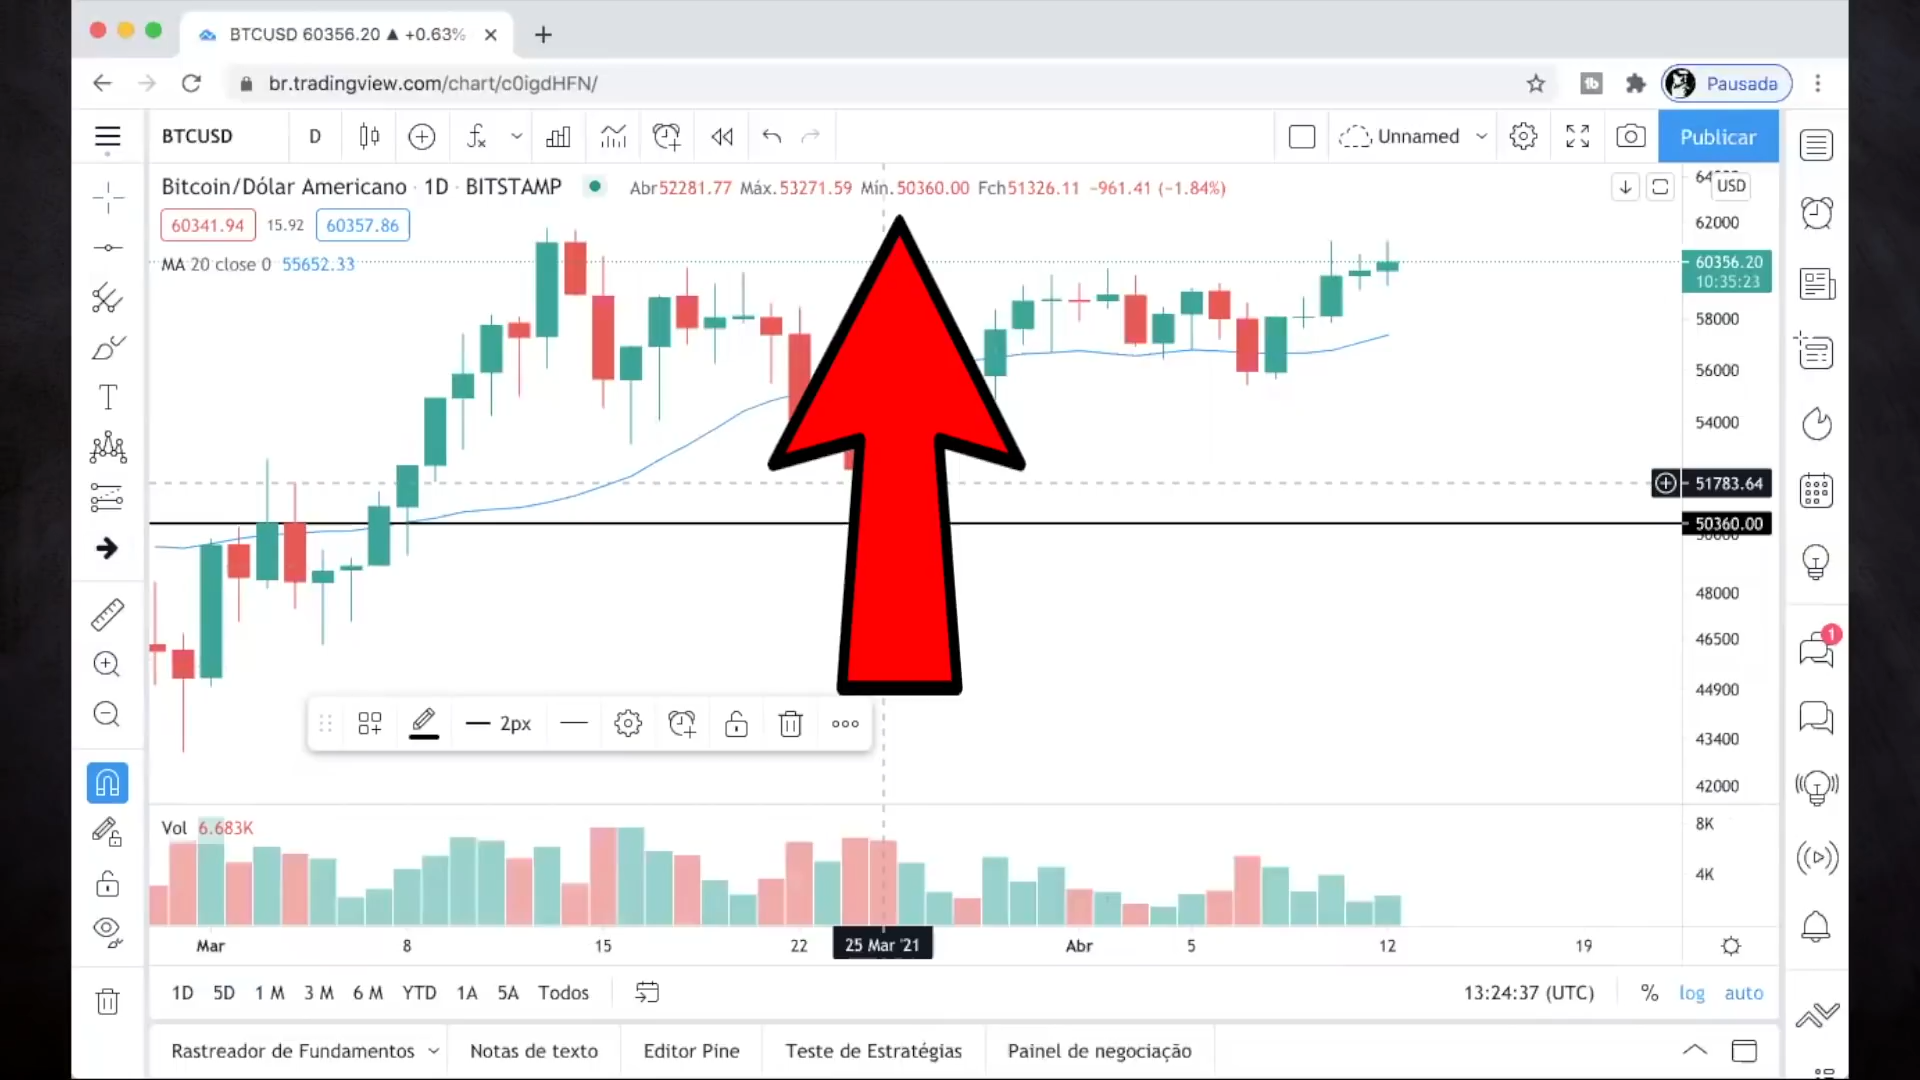 BTCUSD 60356.20 ▲ +0.63%
br.tradingview.com/chart/c0igdHFN/
Pausada
BTCUSD D Unnamed Publicar
Bitcoin/Dólar Americano · 1D · BITSTAMP Abr52281.77 Máx.53271.59 Mín.50360.00 Fch51326.11 −961.41 (−1.84%)
USD
62000
60341.94 15.92 60357.86
MA 20 close 0 55652.33
60356.20
10:35:23
58000
56000
54000
51783.64
50360.00
48000
46500
1
44900
2px
43400
42000
Vol 6.683K
8K
4K
Mar 8 15 22 25 Mar '21 Abr 5 12 19
1D 5D 1 M 3 M 6 M YTD 1A 5A Todos 13:24:37 (UTC) % log auto
Rastreador de Fundamentos Notas de texto Editor Pine Teste de Estratégias Painel de negociação